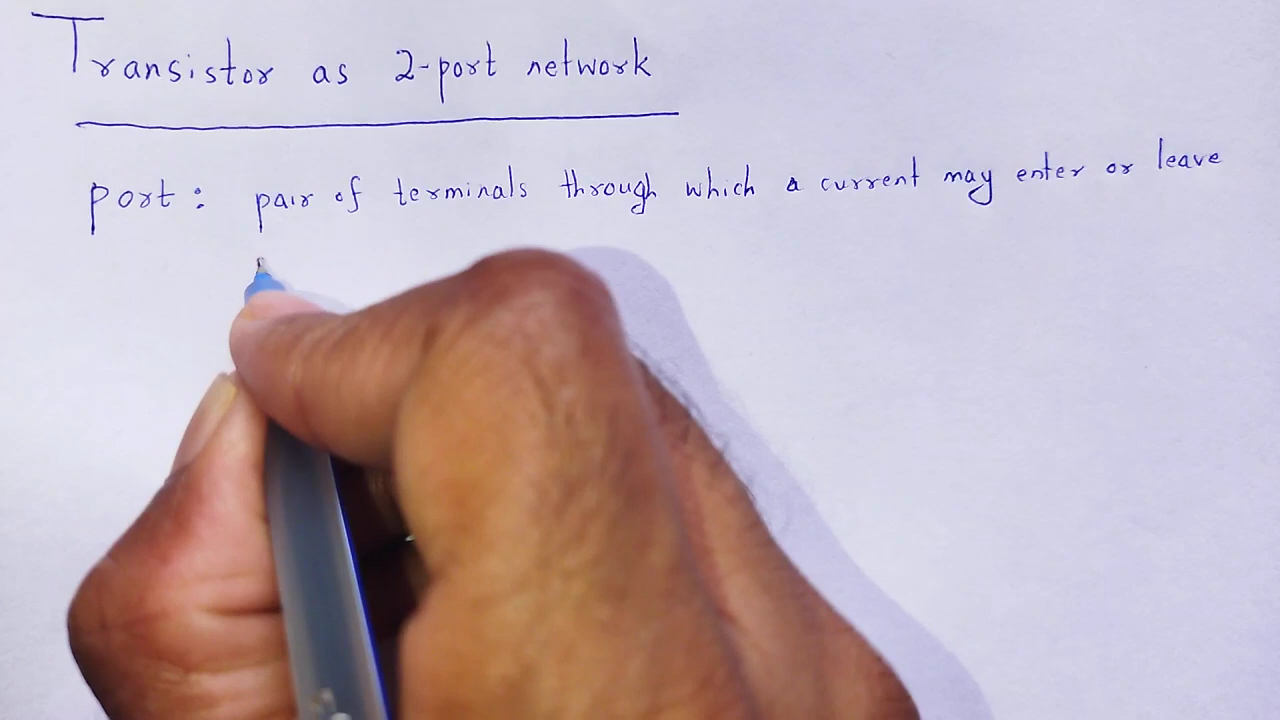 Transistor as 2-port network
port: pair of terminals through which a current may enter or leave